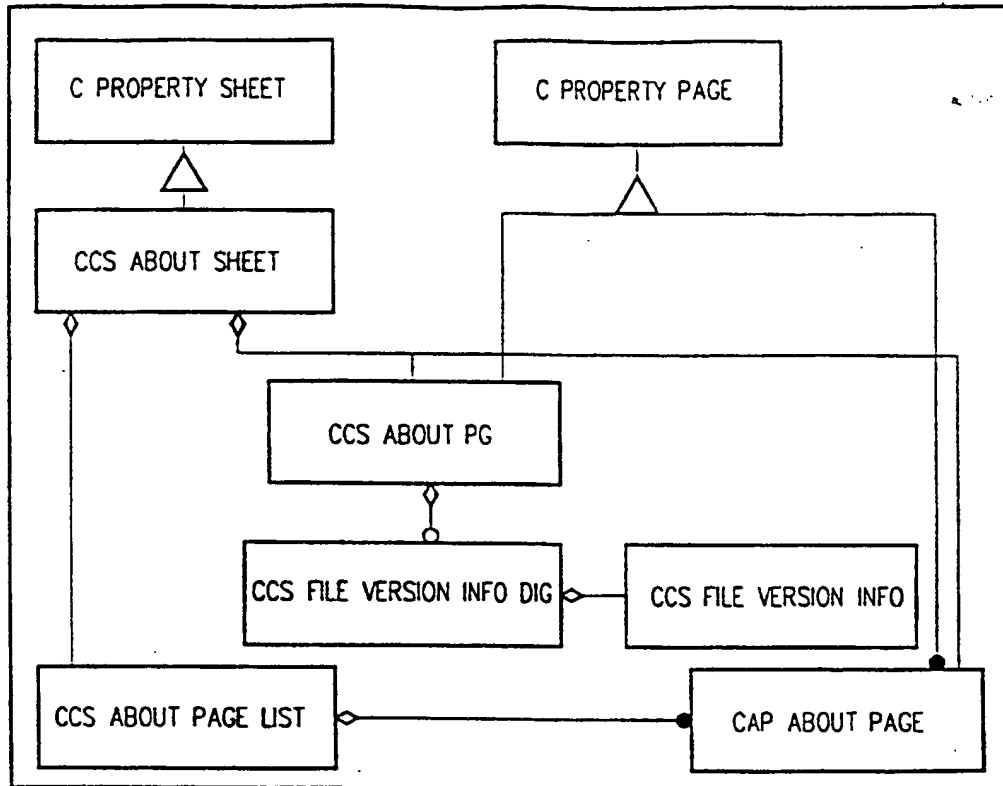 C PROPERTY SHEET
C PROPERTY PAGE
CCS ABOUT SHEET
CCS ABOUT PG
CCS FILE VERSION INFO DIG
CCS FILE VERSION INFO
CCS ABOUT PAGE LIST
CAP ABOUT PAGE